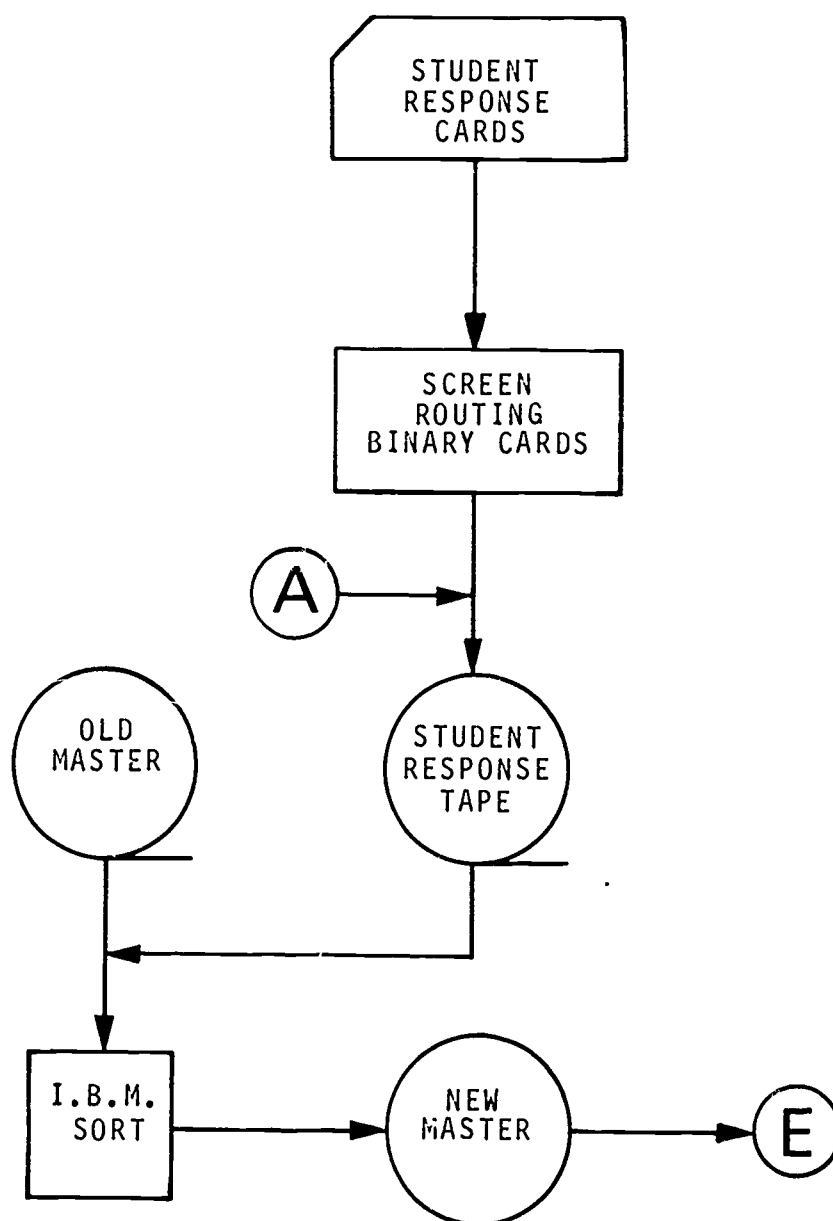 STUDENT
RESPONSE
CARDS
SCREEN
ROUTING
BINARY CARDS
A
OLD
MASTER
STUDENT
RESPONSE
TAPE
I.B.M.
SORT
NEW
MASTER
E